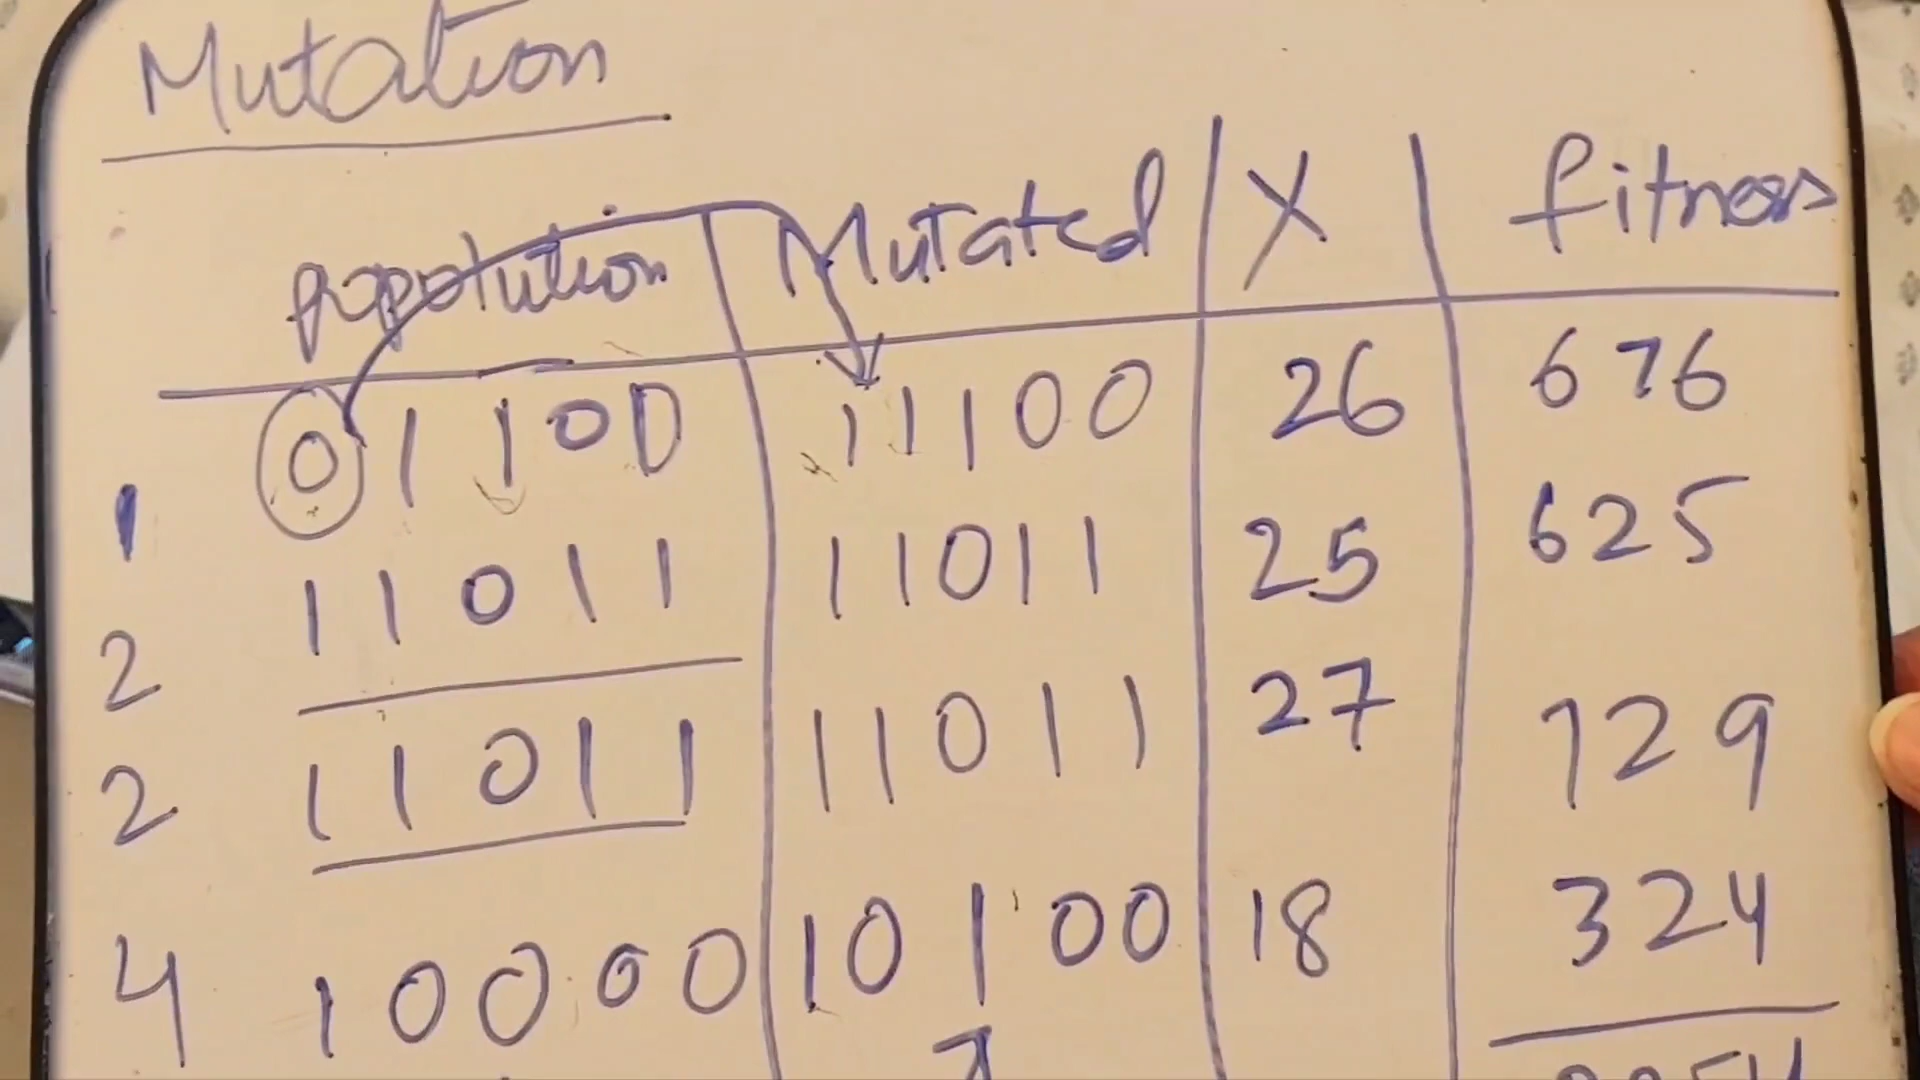 Mutation
population Mutated X fitness
1 01100 11100 26 676
2 11011 11011 25 625
2 11011 11011 27 729
4 10000 10100 18 324